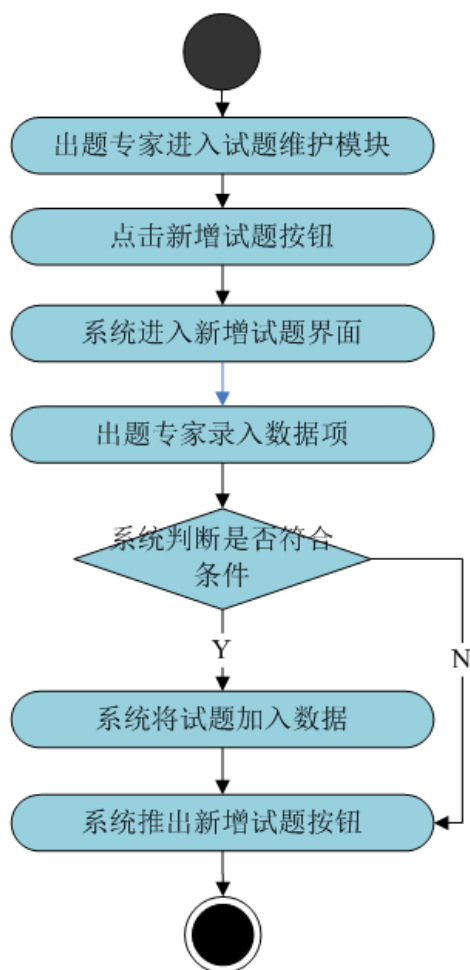 出题专家进入试题维护模块
点击新增试题按钮
系统进入新增试题界面
出题专家录入数据项
系统判断是否符合
条件
Y
N
系统将试题加入数据
系统推出新增试题按钮